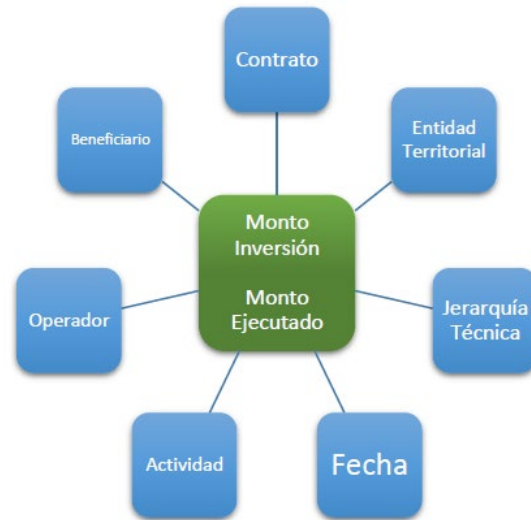 Contrato
Beneficiario
Entidad
Territorial
Monto
Inversión
Monto
Ejecutado
Operador
Jerarquía
Técnica
Actividad
Fecha